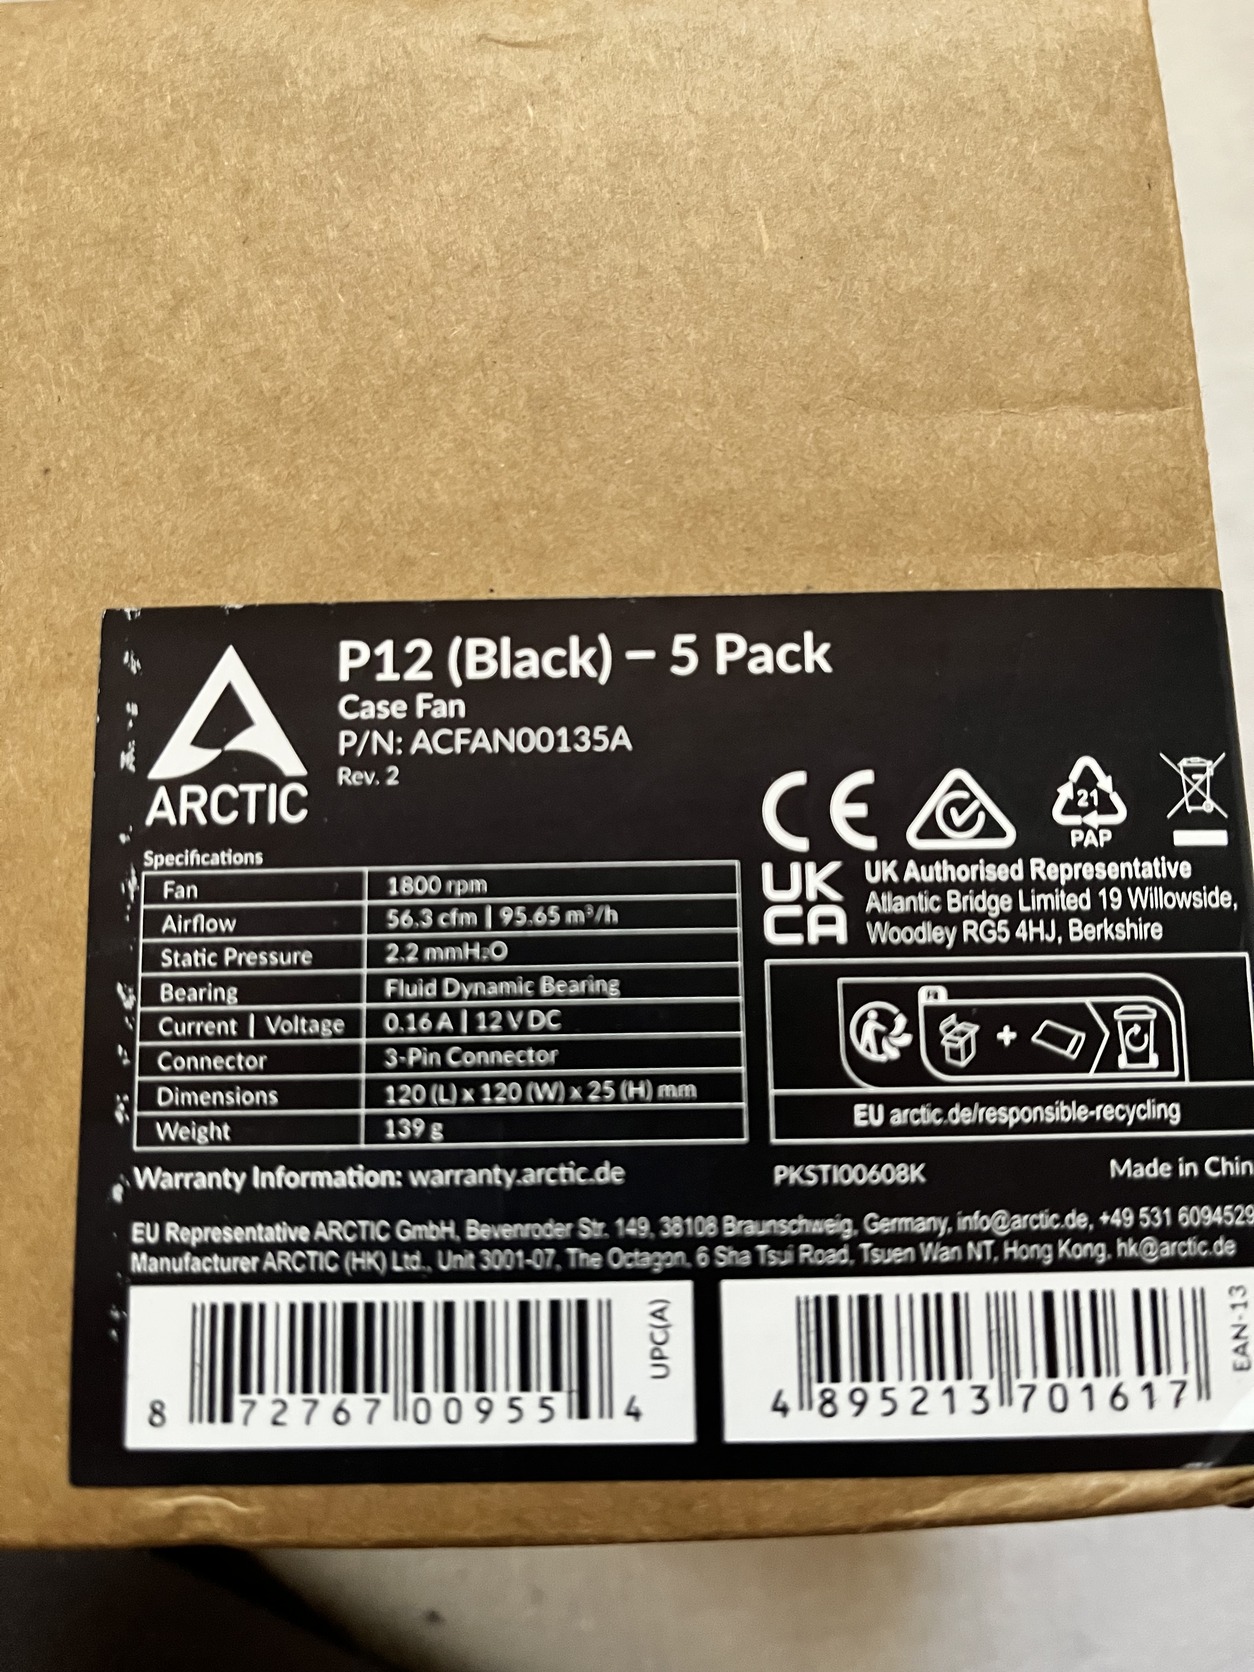 P12 (Black) – 5 Pack
Case Fan
P/N: ACFAN00135A
Rev. 2
ARCTIC
Specifications
Fan 1800 rpm
Airflow 56.3 cfm | 95.65 m³/h
Static Pressure 2.2 mmH₂O
Bearing Fluid Dynamic Bearing
Current | Voltage 0.16 A | 12 V DC
Connector 3-Pin Connector
Dimensions 120 (L) x 120 (W) x 25 (H) mm
Weight 139 g
CE
21
PAP
UK
CA
UK Authorised Representative
Atlantic Bridge Limited 19 Willowside,
Woodley RG5 4HJ, Berkshire
+
EU arctic.de/responsible-recycling
Warranty Information: warranty.arctic.de
PKSTI00608K
Made in Chin
EU Representative ARCTIC GmbH, Bevenroder Str. 149, 38108 Braunschweig, Germany, info@arctic.de, +49 531 6094529
Manufacturer ARCTIC (HK) Ltd., Unit 3001-07, The Octagon, 6 Sha Tsui Road, Tsuen Wan NT, Hong Kong, hk@arctic.de
8 72767 00955 4
UPC(A)
4 895213 701617
EAN-13